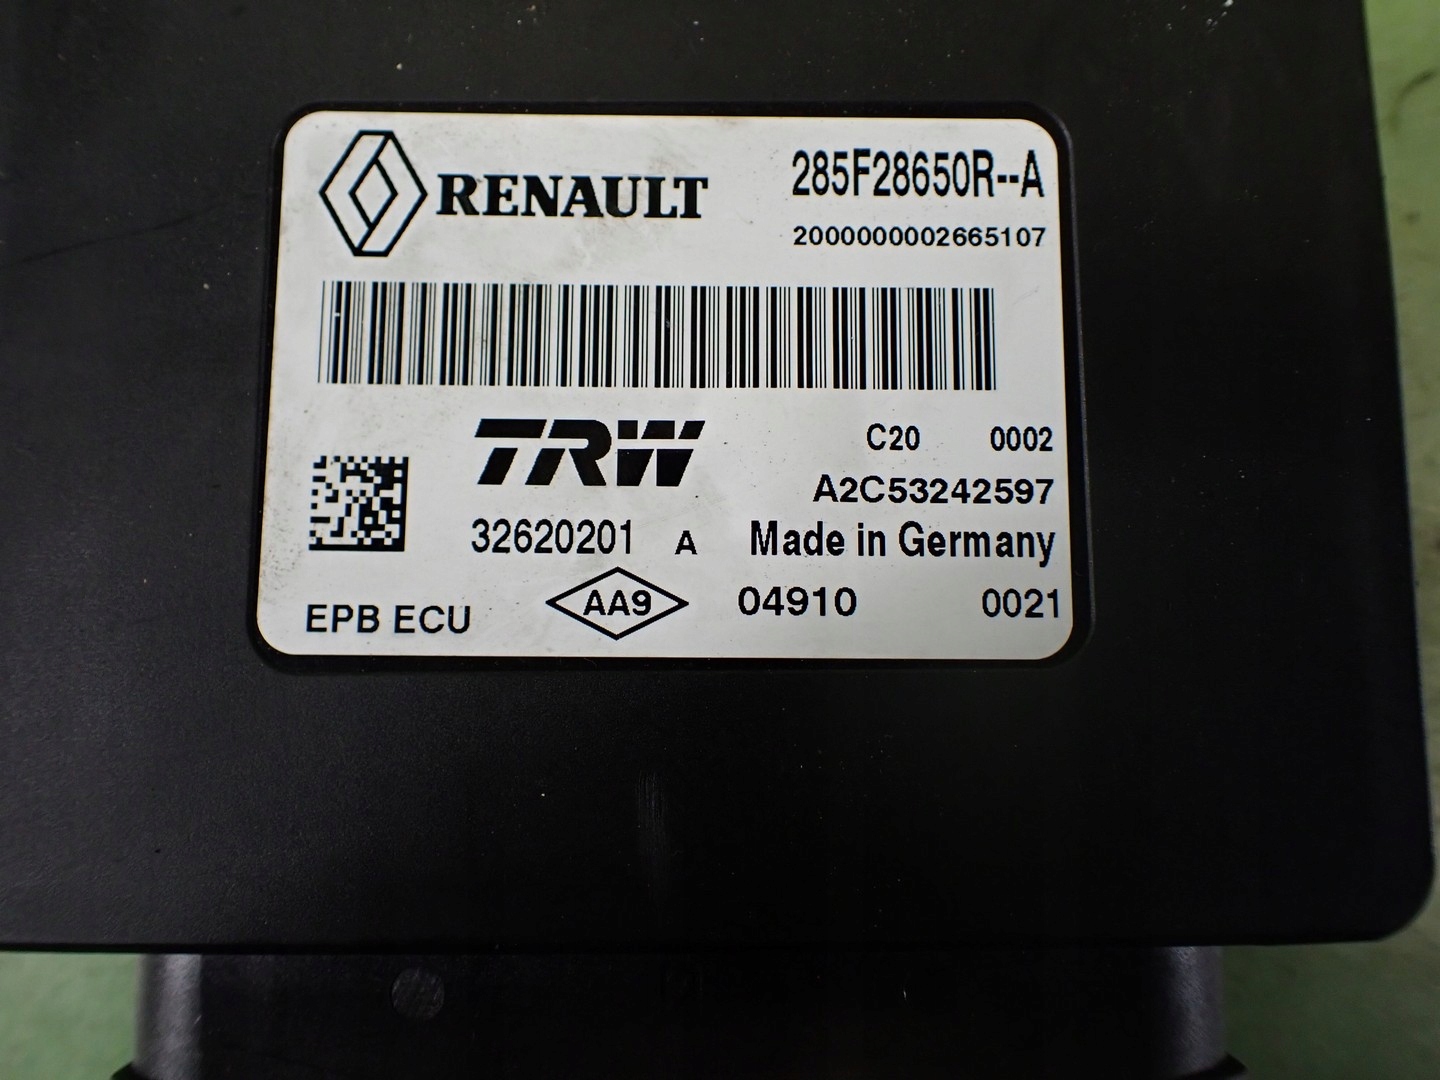 RENAULT
285F28650R--A
2000000002665107
TRW
C20 0002
A2C53242597
32620201 A Made in Germany
EPB ECU AA9 04910 0021